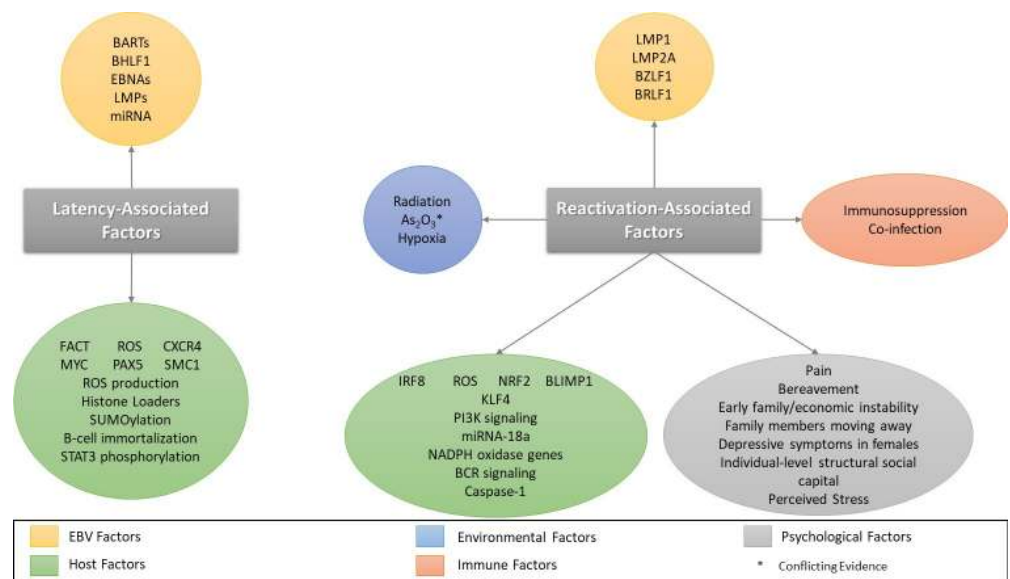 BARTs
BHLF1
EBNAs
LMPs
miRNA
Latency-Associated
Factors
FACT ROS CXCR4
MYC PAX5 SMC1
ROS production
Histone Loaders
SUMOylation
B-cell immortalization
STAT3 phosphorylation
LMP1
LMP2A
BZLF1
BRLF1
Radiation
As₂O₃*
Hypoxia
Reactivation-Associated
Factors
Immunosuppression
Co-infection
IRF8 ROS NRF2 BLIMP1
KLF4
PI3K signaling
miRNA-18a
NADPH oxidase genes
BCR signaling
Caspase-1
Pain
Bereavement
Early family/economic instability
Family members moving away
Depressive symptoms in females
Individual-level structural social
capital
Perceived Stress
EBV Factors
Host Factors
Environmental Factors
Immune Factors
Psychological Factors
* Conflicting Evidence